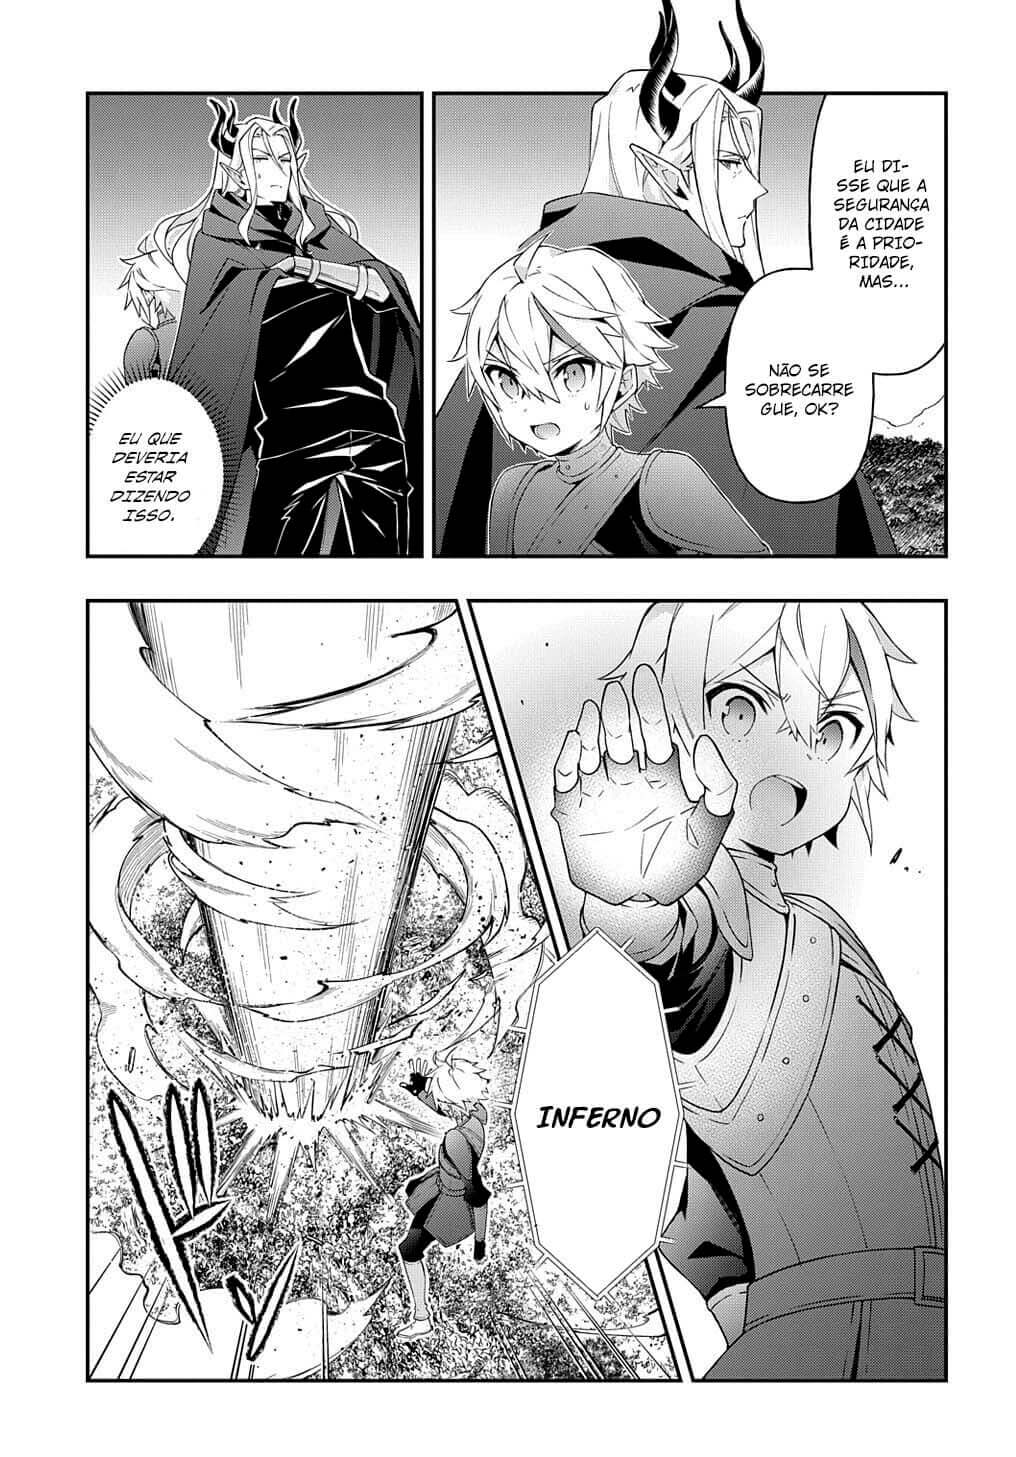 EU DI-
SSE QUE A
SEGURANÇA
DA CIDADE
É A PRIO-
RIDADE,
MAS...
NÃO SE
SOBRECARRE
GUE, OK?
EU QUE
DEVERIA
ESTAR
DIZENDO
ISSO.
INFERNO